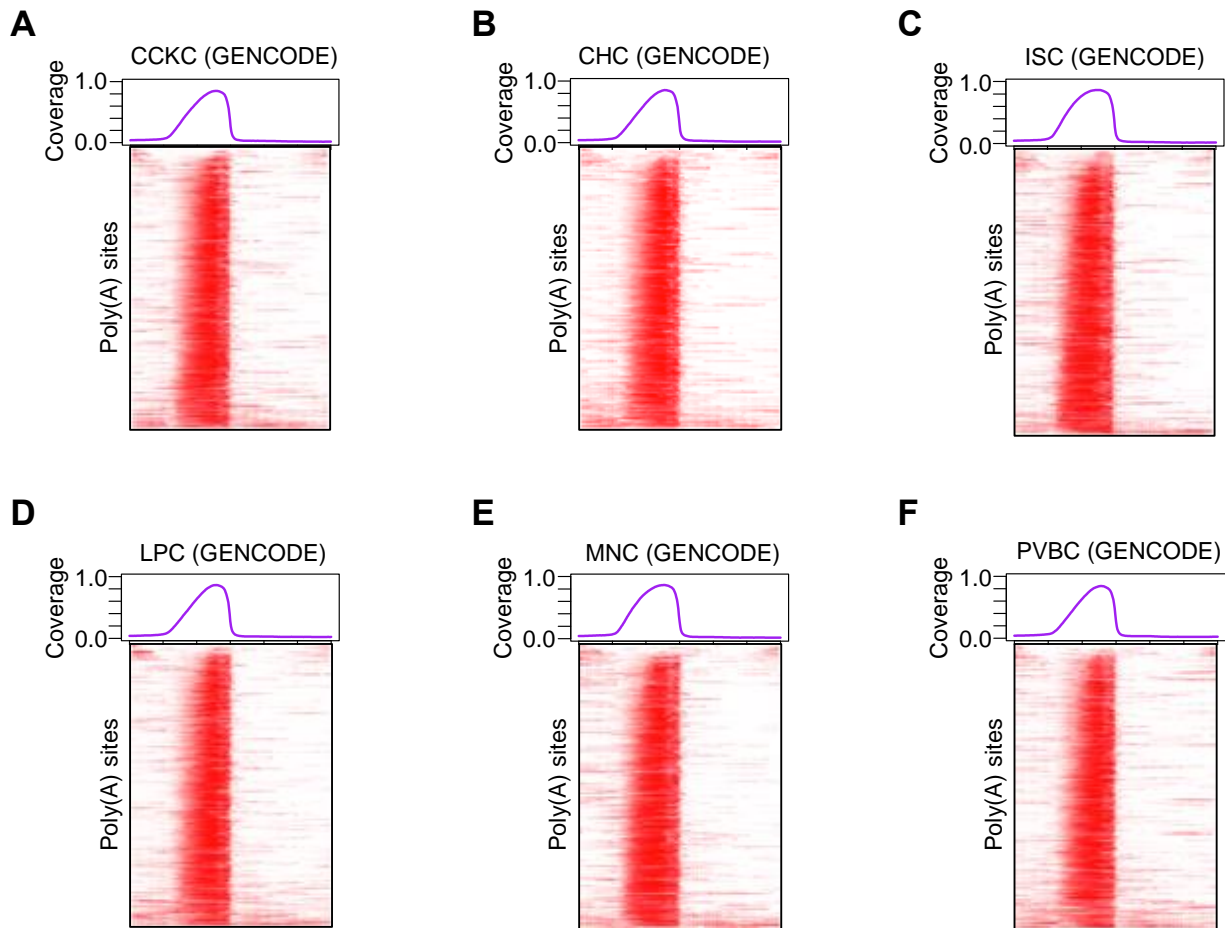 A
CCKC (GENCODE)
Coverage
1.0
0.0
Poly(A) sites
B
CHC (GENCODE)
Coverage
1.0
0.0
Poly(A) sites
C
ISC (GENCODE)
Coverage
1.0
0.0
Poly(A) sites
D
LPC (GENCODE)
Coverage
1.0
0.0
Poly(A) sites
E
MNC (GENCODE)
Coverage
1.0
0.0
Poly(A) sites
F
PVBC (GENCODE)
Coverage
1.0
0.0
Poly(A) sites